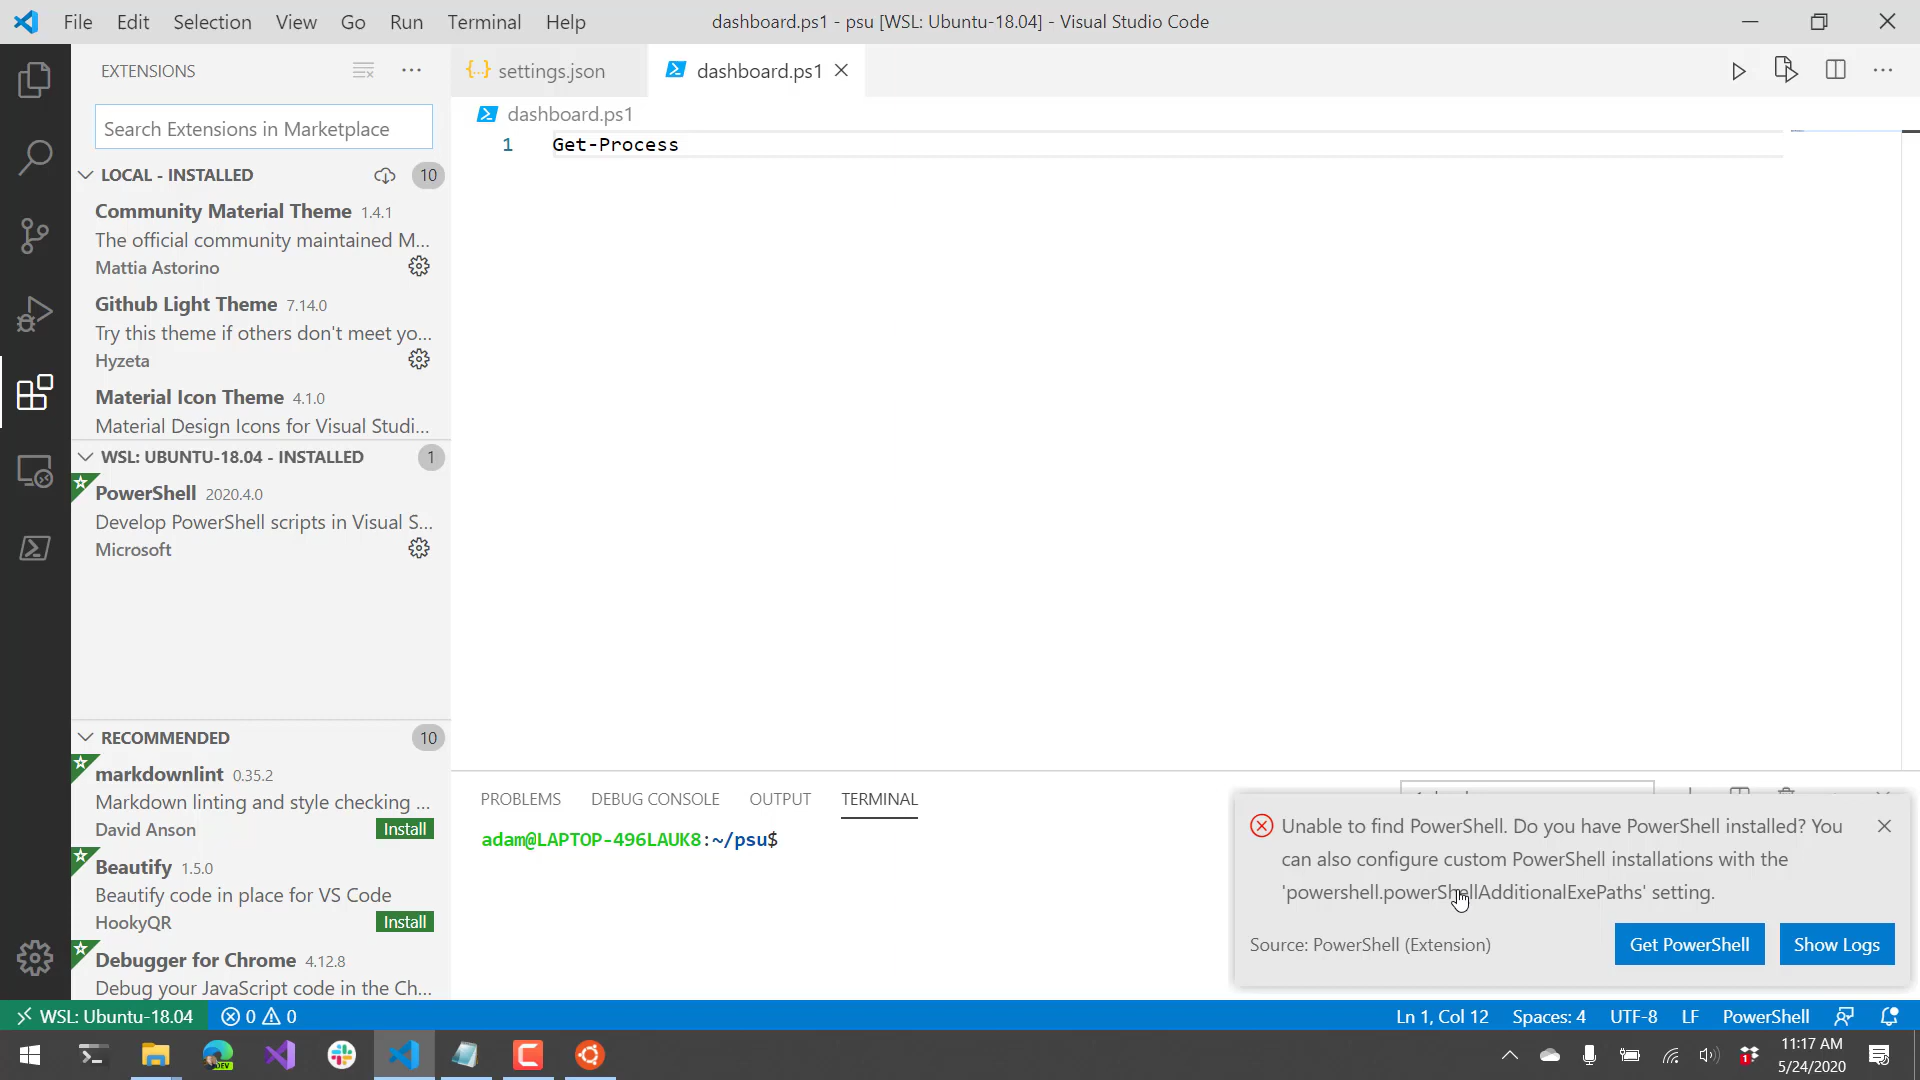 File Edit Selection View Go Run Terminal Help
dashboard.ps1 - psu [WSL: Ubuntu-18.04] - Visual Studio Code
EXTENSIONS
settings.json
dashboard.ps1
dashboard.ps1
1 Get-Process
Search Extensions in Marketplace
LOCAL - INSTALLED 10
Community Material Theme 1.4.1
The official community maintained M...
Mattia Astorino
Github Light Theme 7.14.0
Try this theme if others don't meet yo...
Hyzeta
Material Icon Theme 4.1.0
Material Design Icons for Visual Studi...
WSL: UBUNTU-18.04 - INSTALLED 1
PowerShell 2020.4.0
Develop PowerShell scripts in Visual S...
Microsoft
RECOMMENDED 10
markdownlint 0.35.2
Markdown linting and style checking ...
David Anson Install
Beautify 1.5.0
Beautify code in place for VS Code
HookyQR Install
Debugger for Chrome 4.12.8
Debug your JavaScript code in the Ch...
PROBLEMS DEBUG CONSOLE OUTPUT TERMINAL
adam@LAPTOP-496LAUK8:~/psu$
Unable to find PowerShell. Do you have PowerShell installed? You
can also configure custom PowerShell installations with the
'powershell.powerShellAdditionalExePaths' setting.
Source: PowerShell (Extension) Get PowerShell Show Logs
WSL: Ubuntu-18.04 0 0 Ln 1, Col 12 Spaces: 4 UTF-8 LF PowerShell
DEV
1
11:17 AM
5/24/2020